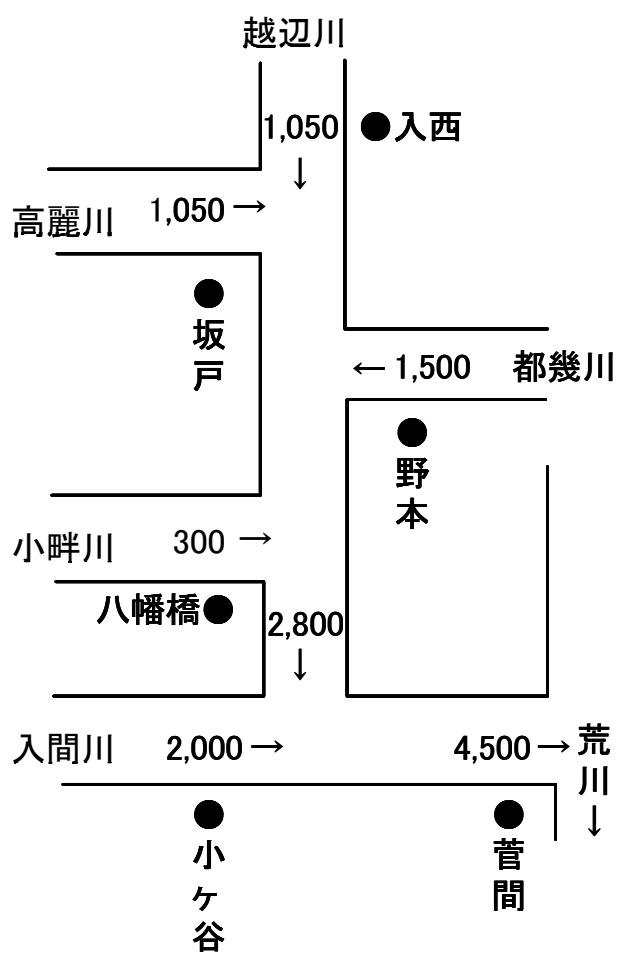 越辺川
1,050
↓
●入西
高麗川
1,050→
●
坂戸
←1,500
都幾川
●
野本
小畔川
300→
八幡橋●
2,800
↓
入間川
2,000→
4,500→
荒川
↓
●
小ヶ谷
●
菅間